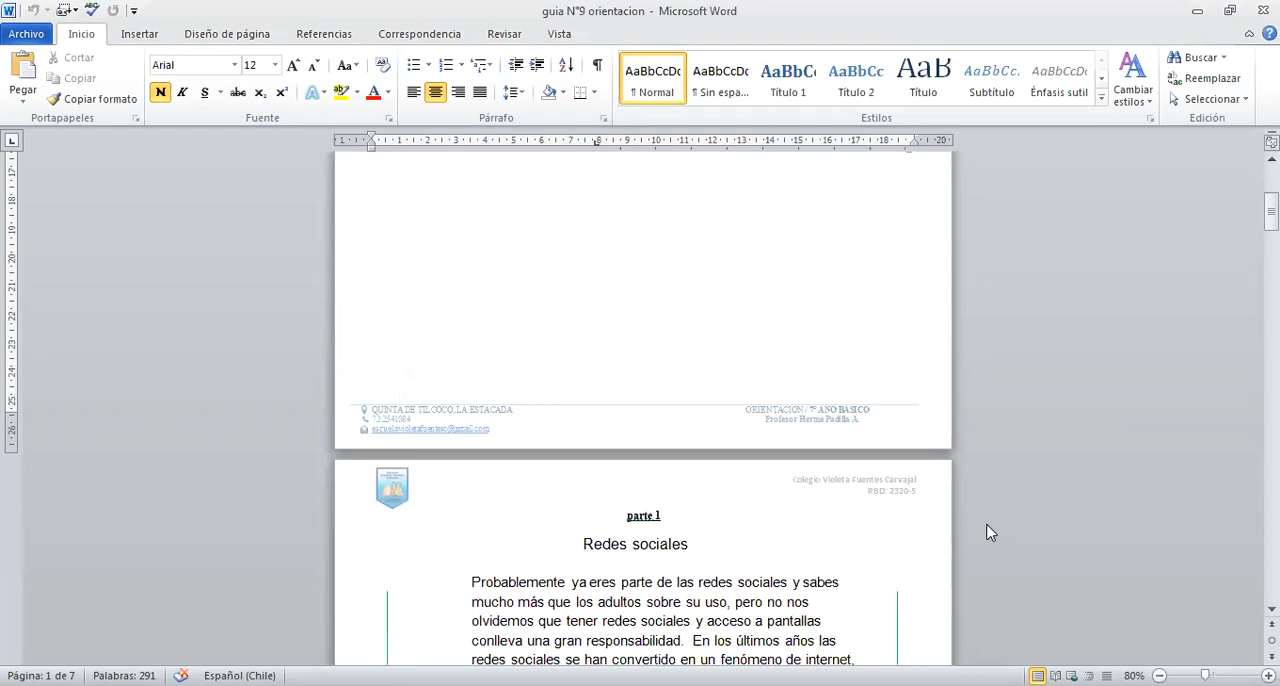 guia N°9 orientacion - Microsoft Word
Archivo Inicio Insertar Diseño de página Referencias Correspondencia Revisar Vista
Pegar
Cortar
Copiar
Copiar formato
Portapapeles
Arial 12
N K S abc x₂ x²
Fuente
Párrafo
AaBbCcDc
¶ Normal
AaBbCcDc
¶ Sin espa...
AaBbC
Título 1
AaBbCc
Título 2
AaB
Título
AaBbCc.
Subtítulo
AaBbCcDc
Énfasis sutil
Cambiar
estilos
Estilos
Buscar
Reemplazar
Seleccionar
Edición
QUINTA DE TILCOCO, LA ESTACADA
72 2541084
escuelavioletafuentesc@gmail.com
ORIENTACION / 7° AÑO BASICO
Profesor Herma Padilla A.
Colegio Violeta Fuentes Carvajal
RBD: 2320-5
parte 1
Redes sociales
Probablemente ya eres parte de las redes sociales y sabes
mucho más que los adultos sobre su uso, pero no nos
olvidemos que tener redes sociales y acceso a pantallas
conlleva una gran responsabilidad. En los últimos años las
redes sociales se han convertido en un fenómeno de internet,
Página: 1 de 7 Palabras: 291 Español (Chile) 80%